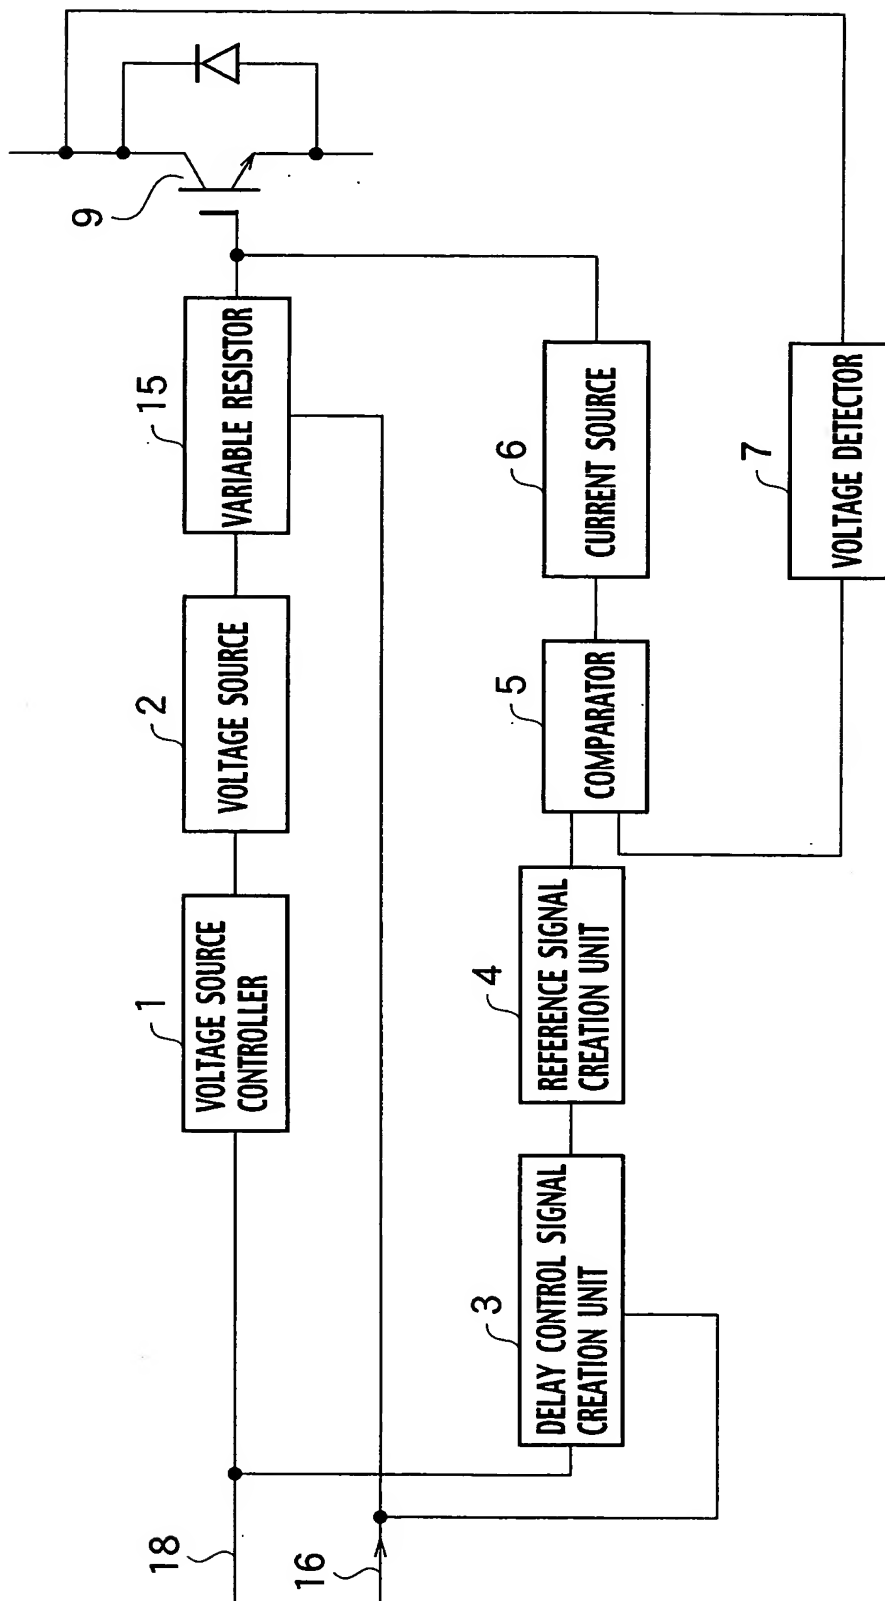 9
15
VARIABLE RESISTOR
2
VOLTAGE SOURCE
1
VOLTAGE SOURCE
CONTROLLER
18
16
6
CURRENT SOURCE
5
COMPARATOR
4
REFERENCE SIGNAL
CREATION UNIT
3
DELAY CONTROL SIGNAL
CREATION UNIT
7
VOLTAGE DETECTOR